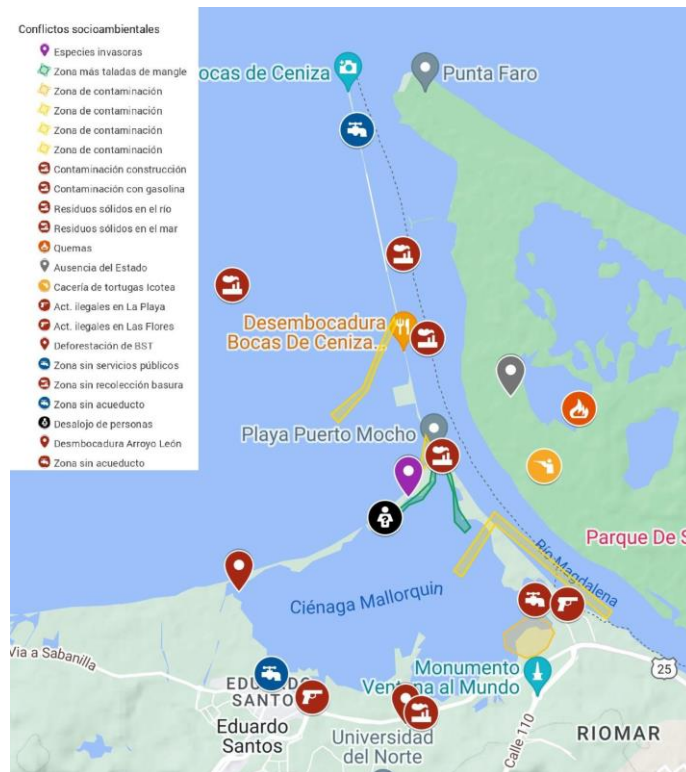 Conflictos socioambientales
Especies invasoras
Zona más taladas de mangle
Zona de contaminación
Zona de contaminación
Zona de contaminación
Zona de contaminación
Contaminación construcción
Contaminación con gasolina
Residuos sólidos en el río
Residuos sólidos en el mar
Quemas
Ausencia del Estado
Cacería de tortugas Icotea
Act. ilegales en La Playa
Act. ilegales en Las Flores
Deforestación de BST
Zona sin servicios públicos
Zona sin recolección basura
Zona sin acueducto
Desalojo de personas
Desmbocadura Arroyo León
Zona sin acueducto
ocas de Ceniza
Punta Faro
Desembocadura
Bocas De Ceniza...
Playa Puerto Mocho
Parque De S
Río Magdalena
Ciénaga Mallorquin
Via a Sabanilla
Monumento
Ventana al Mundo
25
EDUARDO
SANTO
Eduardo
Santos
Universidad
del Norte
Calle 110
RIOMAR